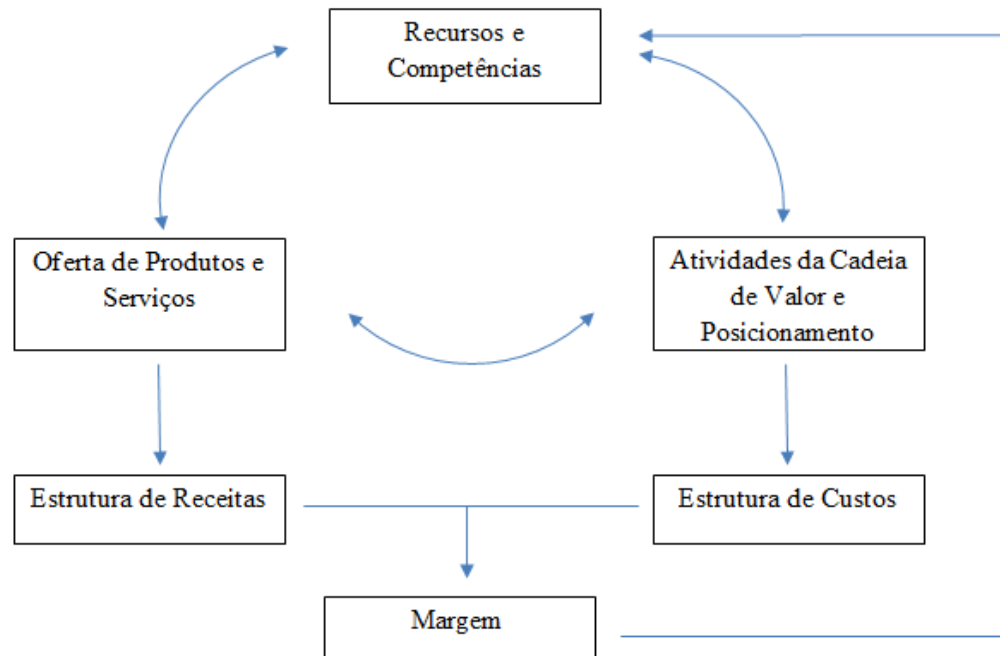 Recursos e
Competências
Oferta de Produtos e
Serviços
Atividades da Cadeia
de Valor e
Posicionamento
Estrutura de Receitas
Estrutura de Custos
Margem